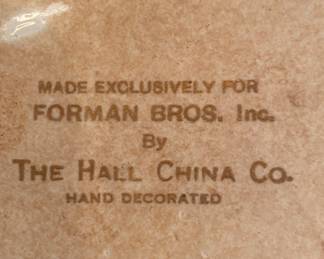 MADE EXCLUSIVELY FOR
FORMAN BROS. Inc.
By
THE HALL CHINA CO.
HAND DECORATED